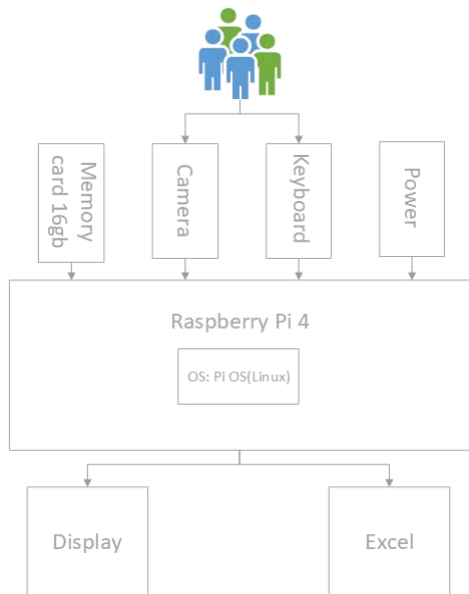 Memory
card 16gb
Camera
Keyboard
Power
Raspberry Pi 4
OS: Pi OS(Linux)
Display
Excel